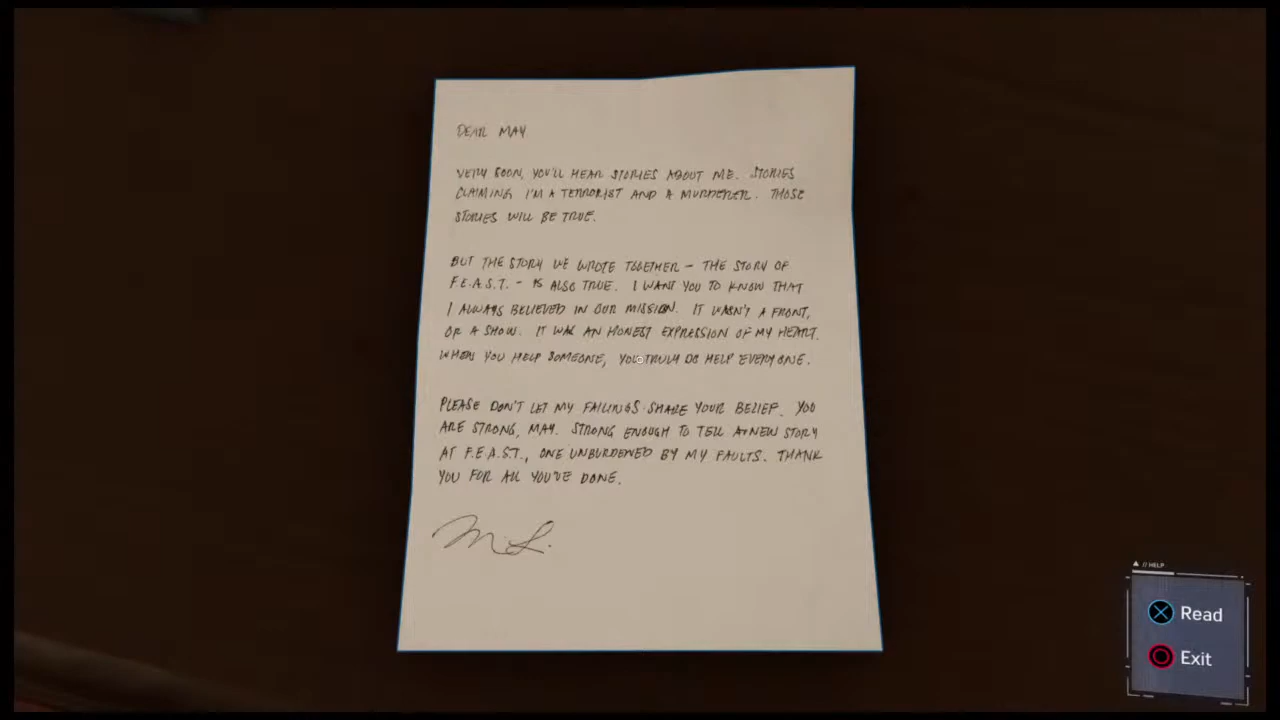 DEAR MAY
VERY SOON, YOU'LL HEAR STORIES ABOUT ME. STORIES
CLAIMING I'M A TERRORIST AND A MURDERER. THOSE
STORIES WILL BE TRUE.
BUT THE STORY WE WROTE TOGETHER - THE STORY OF
F.E.A.S.T. - IS ALSO TRUE. I WANT YOU TO KNOW THAT
I ALWAYS BELIEVED IN OUR MISSION. IT WASN'T A FRONT,
OR A SHOW. IT WAS AN HONEST EXPRESSION OF MY HEART.
WHEN YOU HELP SOMEONE, YOU TRULY DO HELP EVERYONE.
PLEASE DON'T LET MY FAILINGS SHAKE YOUR BELIEF. YOU
ARE STRONG, MAY. STRONG ENOUGH TO TELL A NEW STORY
AT F.E.A.S.T., ONE UNBURDENED BY MY FAULTS. THANK
YOU FOR ALL YOU'VE DONE.
M.L.
// HELP
Read
Exit